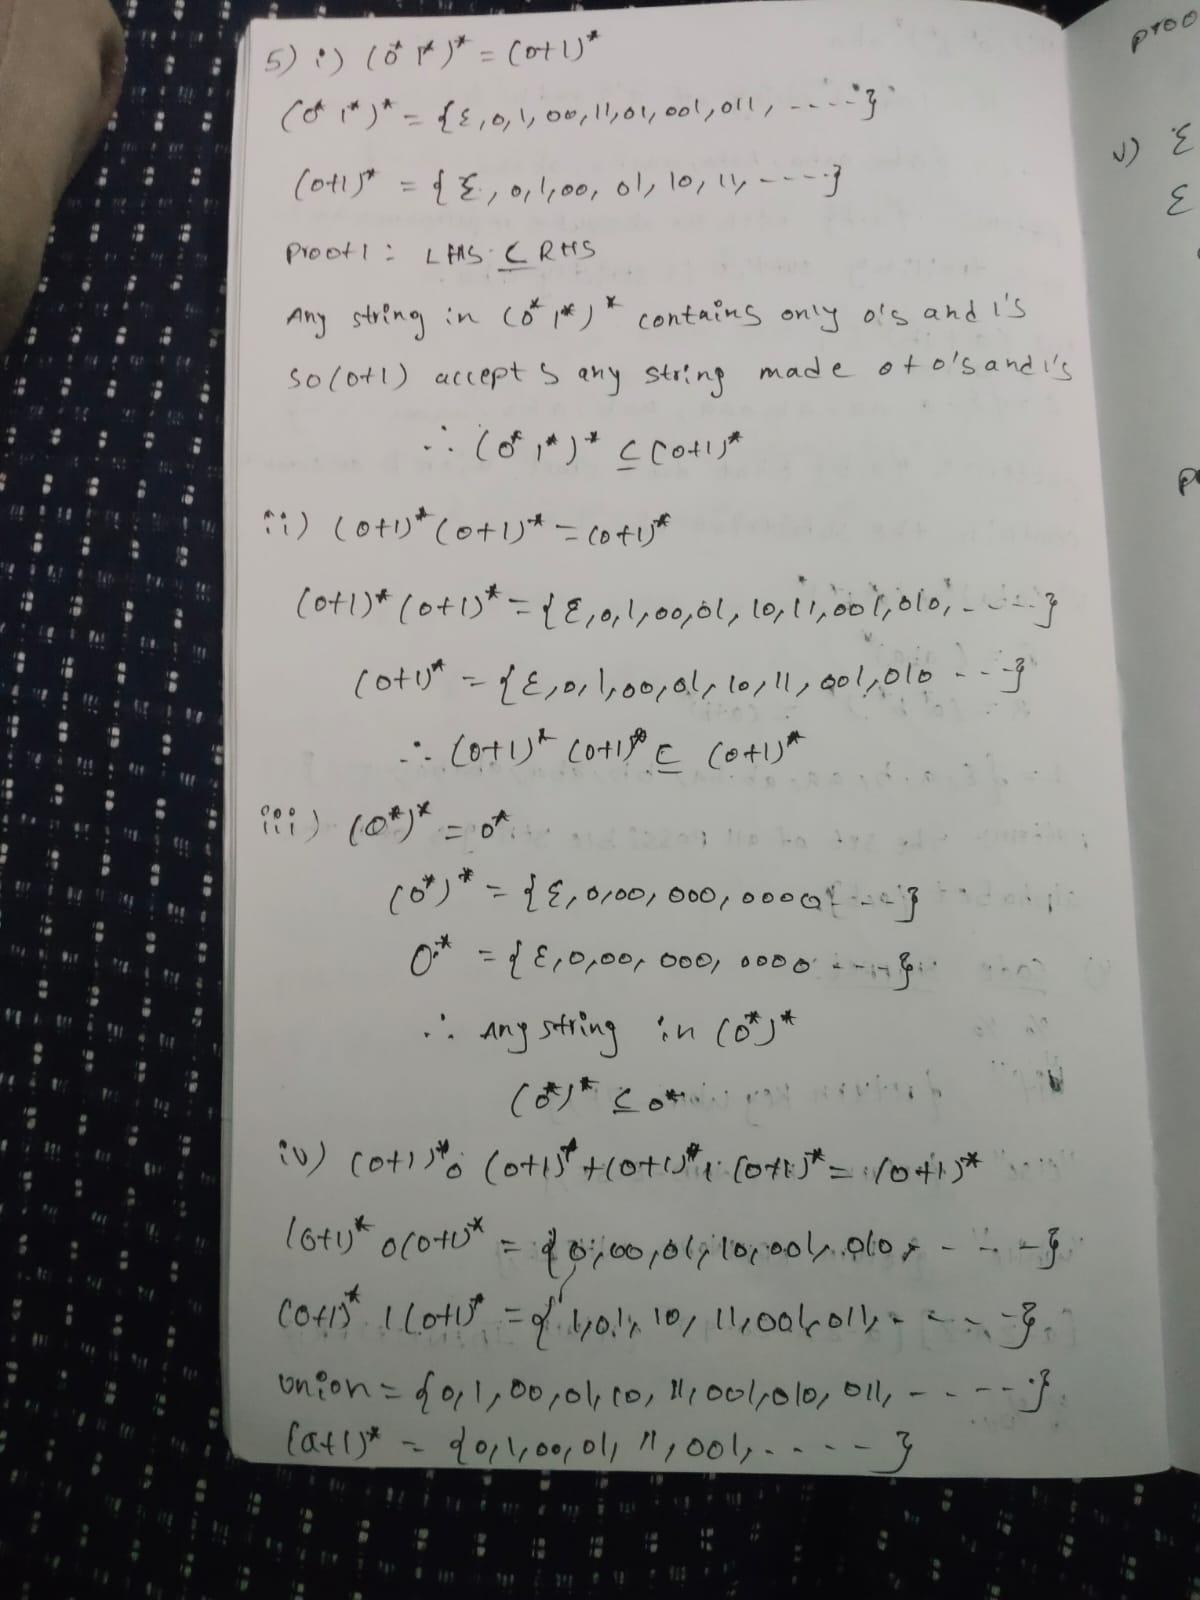 5) i) (0* 1*)* = (0+1)*
(0* 1*)* = {ε, 0, 1, 00, 11, 01, 001, 011, -----}
(0+1)* = {ε, 0, 1, 00, 01, 10, 11, ----}
proof 1: LHS ⊆ RHS
Any string in (0* 1*)* contains only 0's and 1's
so (0+1) accepts any string made of 0's and 1's
∴ (0* 1*)* ⊆ (0+1)*
ii) (0+1)* (0+1)* = (0+1)*
(0+1)* (0+1)* = {ε, 0, 1, 00, 01, 10, 11, 001, 010, ----}
(0+1)* = {ε, 0, 1, 00, 01, 10, 11, 001, 010 ---}
∴ (0+1)* (0+1)* ⊆ (0+1)*
iii) (0*)* = 0*
(0*)* = {ε, 0, 00, 000, 0000, --}
0* = {ε, 0, 00, 000, 0000 ---}
∴ Any string in (0*)*
(0*)* ⊆ 0*
iv) (0+1)* 0 (0+1)* + (0+1)* 1 (0+1)* = (0+1)*
(0+1)* 0 (0+1)* = {0, 00, 01, 10, 001, 010, - - - -}
(0+1)* 1 (0+1)* = {1, 01, 10, 11, 001, 011, - - - -}
union = {0, 1, 00, 01, 10, 11, 001, 010, 011, - - - - -}
(0+1)* = {0, 1, 00, 01, 11, 001, - - - - -}
proo
v) ε
ε